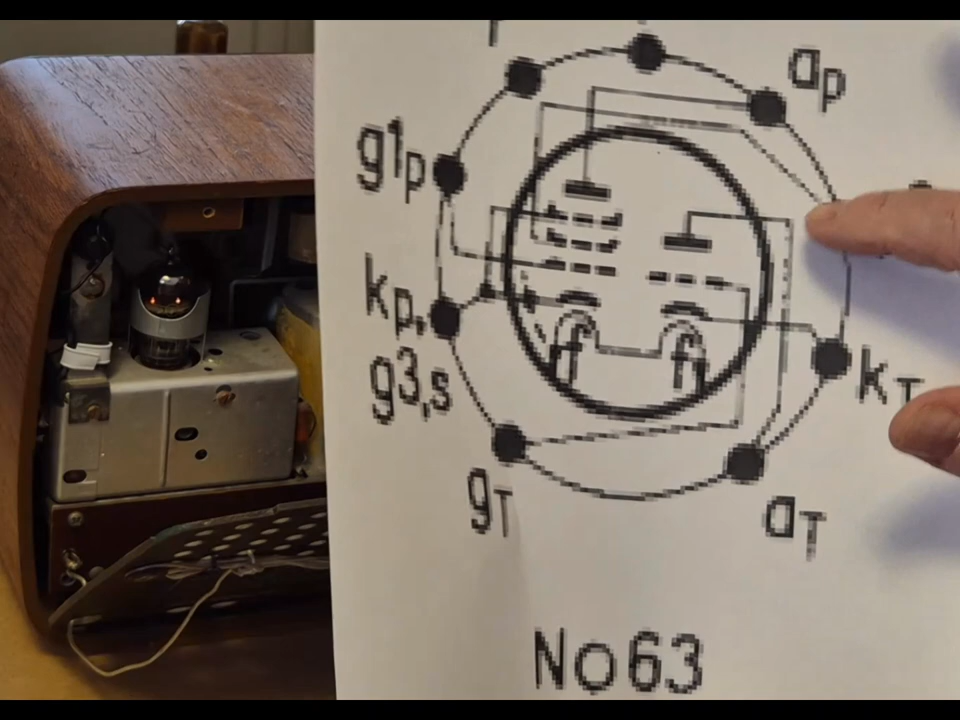 ap
g1p
kp,
g3,s
f f
kT
gT
aT
No63